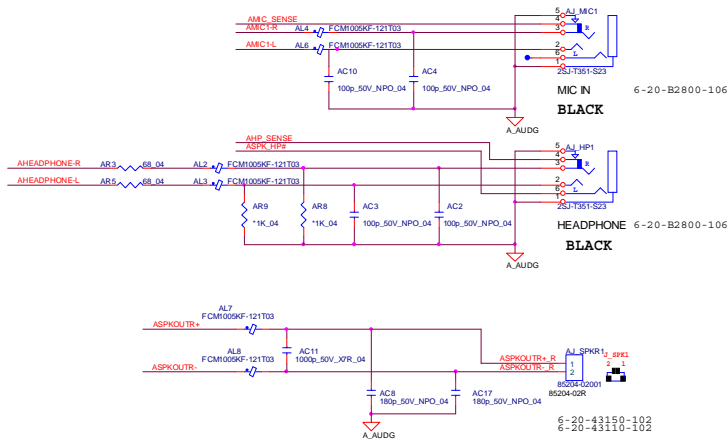 5 AJ_MIC1
AMIC_SENSE 4
AMIC1-R AL4 FCM1005KF-121T03 3 R
AMIC1-L AL6 FCM1005KF-121T03 2 L
6
1
2SJ-T351-S23
AC10 AC4
100p_50V_NPO_04 100p_50V_NPO_04
MIC IN 6-20-B2800-106
BLACK
A_AUDG
AHP_SENSE
ASPK_HP#
5 AJ_HP1
4
AHEADPHONE-R AR3 68_04 AL2 FCM1005KF-121T03 3 R
AHEADPHONE-L AR5 68_04 AL3 FCM1005KF-121T03 2 L
6
1
2SJ-T351-S23
AR9 AR8 AC3 AC2
*1K_04 *1K_04 100p_50V_NPO_04 100p_50V_NPO_04
HEADPHONE 6-20-B2800-106
BLACK
A_AUDG
AL7
FCM1005KF-121T03
ASPKOUTR+
AL8
FCM1005KF-121T03
ASPKOUTR-
AC11
1000p_50V_X7R_04
ASPKOUTR+_R
ASPKOUTR-_R
AJ_SPKR1
1
2
85204-02001
85204-02R
J_SPK1
2 1
AC8 AC17
180p_50V_NPO_04 180p_50V_NPO_04
6-20-43150-102
6-20-43110-102
A_AUDG